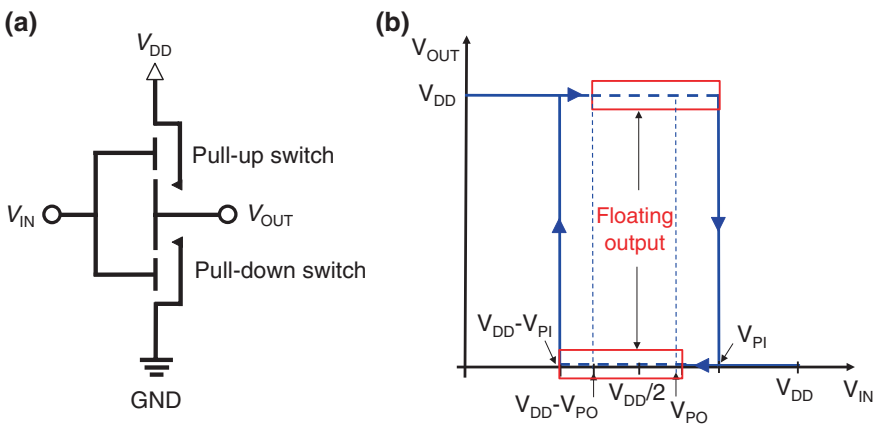 (a)
V_DD
Pull-up switch
V_IN
V_OUT
Pull-down switch
GND
(b)
V_OUT
V_DD
Floating
output
V_DD-V_PI
V_PI
V_DD-V_PO
V_DD/2
V_PO
V_DD
V_IN